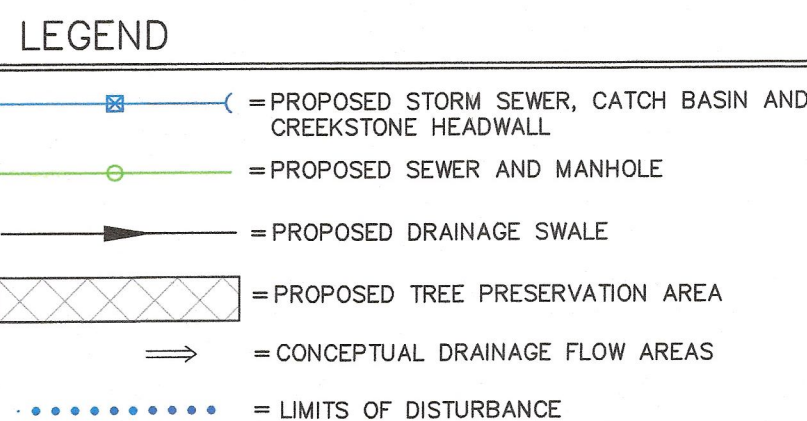 LEGEND
= PROPOSED STORM SEWER, CATCH BASIN AND
CREEKSTONE HEADWALL
= PROPOSED SEWER AND MANHOLE
= PROPOSED DRAINAGE SWALE
= PROPOSED TREE PRESERVATION AREA
= CONCEPTUAL DRAINAGE FLOW AREAS
= LIMITS OF DISTURBANCE